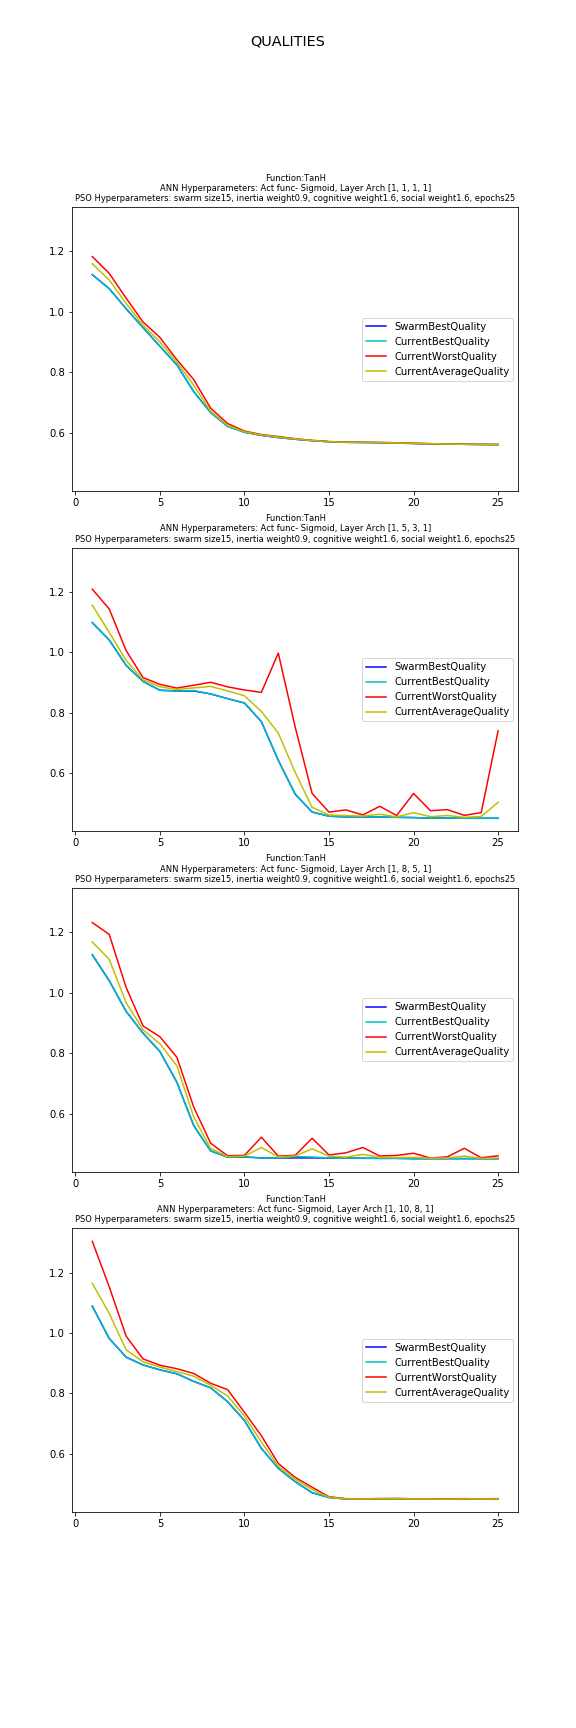 QUALITIES
Function:TanH
ANN Hyperparameters: Act func- Sigmoid, Layer Arch [1, 1, 1, 1]
PSO Hyperparameters: swarm size15, inertia weight0.9, cognitive weight1.6, social weight1.6, epochs25
1.2
1.0
0.8
0.6
SwarmBestQuality
CurrentBestQuality
CurrentWorstQuality
CurrentAverageQuality
0 5 10 15 20 25
Function:TanH
ANN Hyperparameters: Act func- Sigmoid, Layer Arch [1, 5, 3, 1]
PSO Hyperparameters: swarm size15, inertia weight0.9, cognitive weight1.6, social weight1.6, epochs25
1.2
1.0
0.8
0.6
SwarmBestQuality
CurrentBestQuality
CurrentWorstQuality
CurrentAverageQuality
0 5 10 15 20 25
Function:TanH
ANN Hyperparameters: Act func- Sigmoid, Layer Arch [1, 8, 5, 1]
PSO Hyperparameters: swarm size15, inertia weight0.9, cognitive weight1.6, social weight1.6, epochs25
1.2
1.0
0.8
0.6
SwarmBestQuality
CurrentBestQuality
CurrentWorstQuality
CurrentAverageQuality
0 5 10 15 20 25
Function:TanH
ANN Hyperparameters: Act func- Sigmoid, Layer Arch [1, 10, 8, 1]
PSO Hyperparameters: swarm size15, inertia weight0.9, cognitive weight1.6, social weight1.6, epochs25
1.2
1.0
0.8
0.6
SwarmBestQuality
CurrentBestQuality
CurrentWorstQuality
CurrentAverageQuality
0 5 10 15 20 25